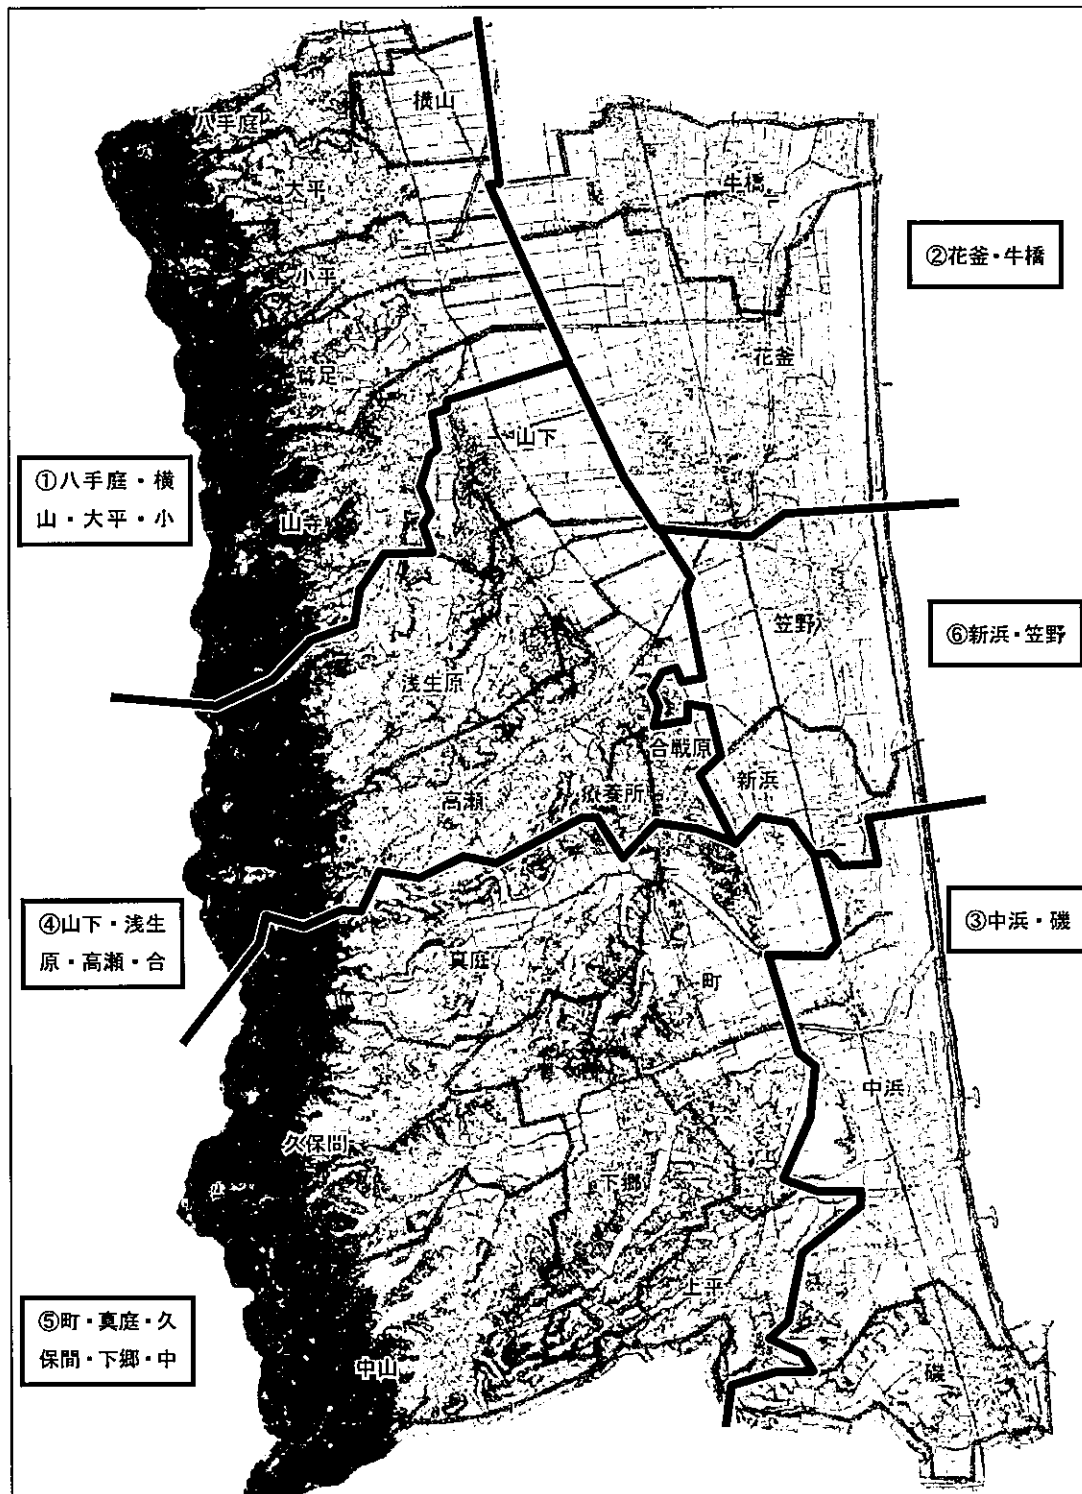 横山
八手庭
大平
牛橋
②花釜・牛橋
小平
花釜
鷲足
山下
①八手庭・横
山・大平・小
山寺
笠野
⑥新浜・笠野
浅生原
合戦原
新浜
高瀬
療養所
④山下・浅生
原・高瀬・合
③中浜・磯
真庭
町
中浜
久保間
下郷
上平
⑤町・真庭・久
保間・下郷・中
中山
磯